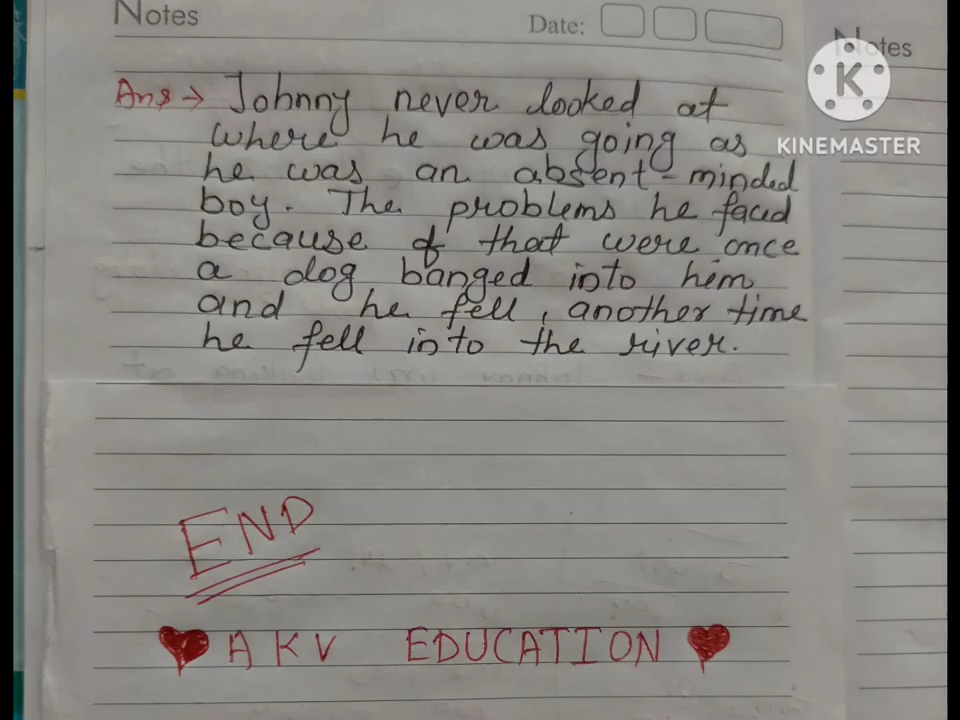 Notes
Date:
Notes
K
KINEMASTER
Ans → Johnny never looked at
where he was going as
he was an absent-minded
boy. The problems he faced
because of that were once
a dog banged into him
and he fell, another time
he fell into the river.
END
AKV EDUCATION